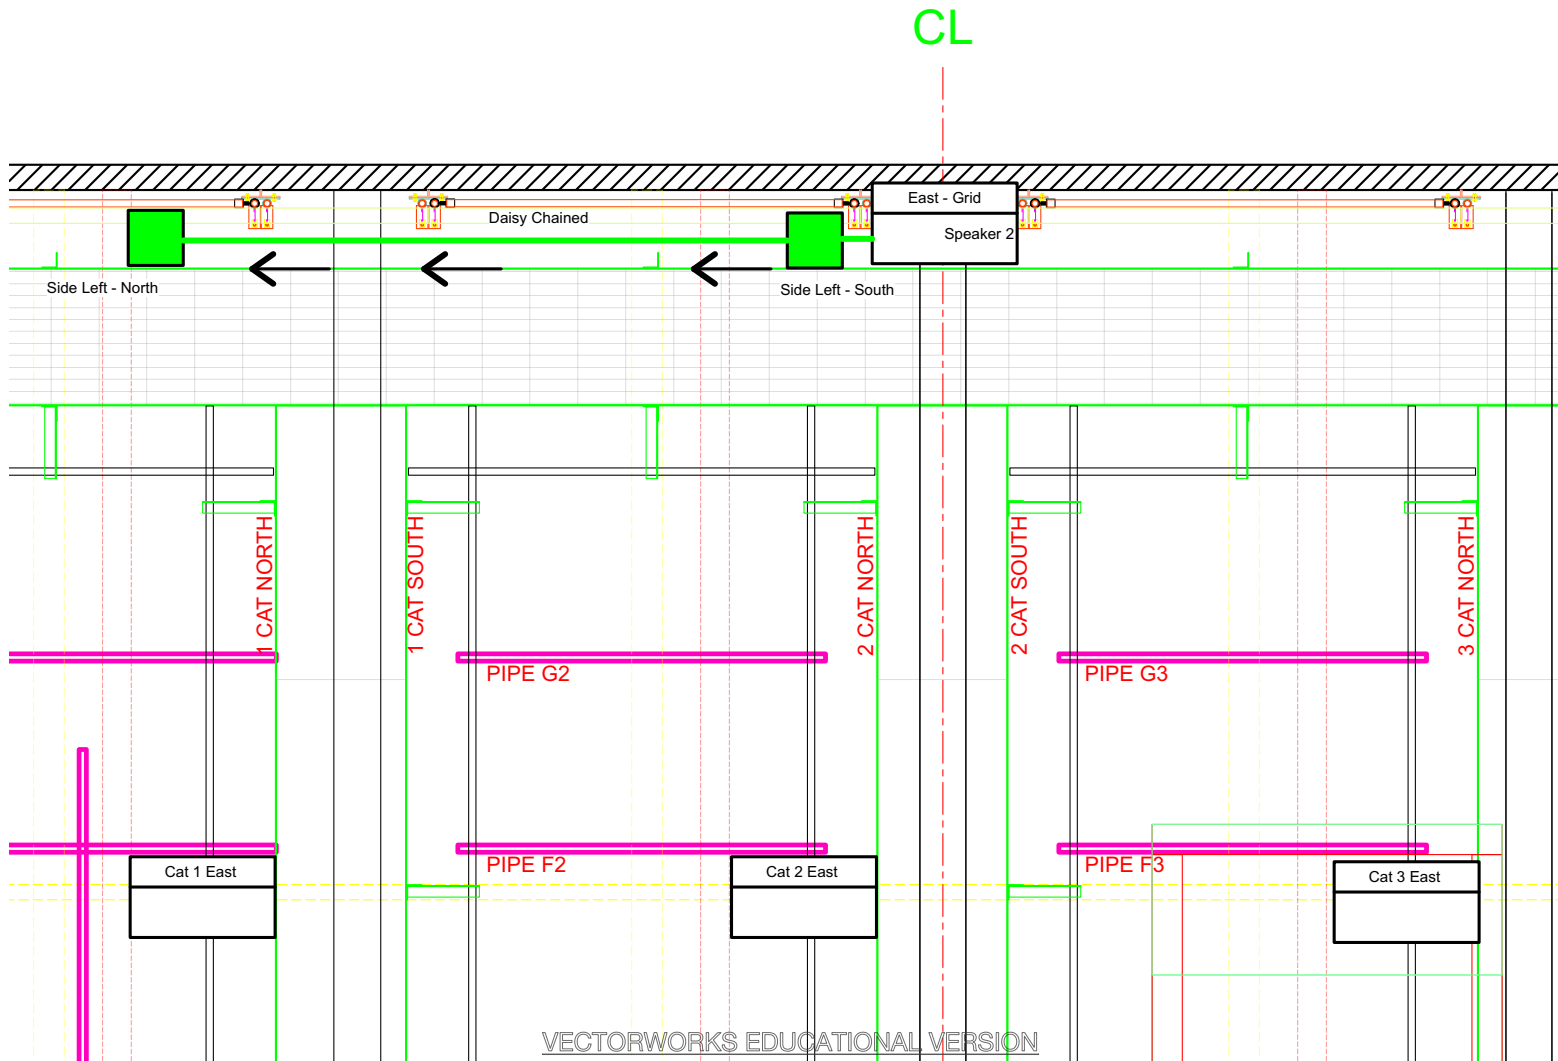 CL
East - Grid
Daisy Chained
Speaker 2
Side Left - North
Side Left - South
1 CAT NORTH
1 CAT SOUTH
2 CAT NORTH
2 CAT SOUTH
3 CAT NORTH
PIPE G2
PIPE G3
PIPE F2
PIPE F3
Cat 1 East
Cat 2 East
Cat 3 East
VECTORWORKS EDUCATIONAL VERSION